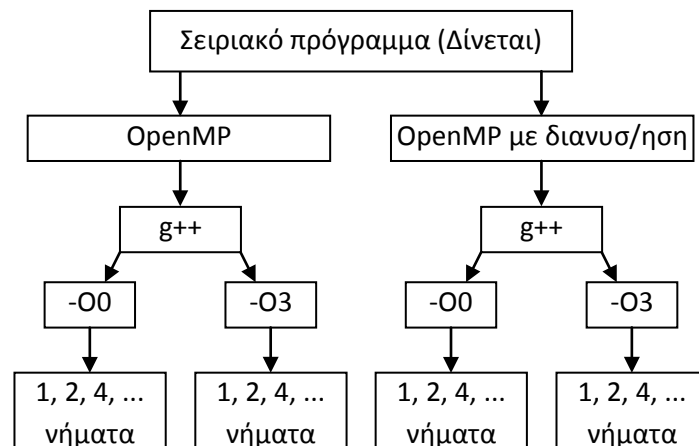 Σειριακό πρόγραμμα (Δίνεται)
OpenMP
OpenMP με διανυσ/ηση
g++
g++
-O0
-O3
-O0
-O3
1, 2, 4, ...
νήματα
1, 2, 4, ...
νήματα
1, 2, 4, ...
νήματα
1, 2, 4, ...
νήματα